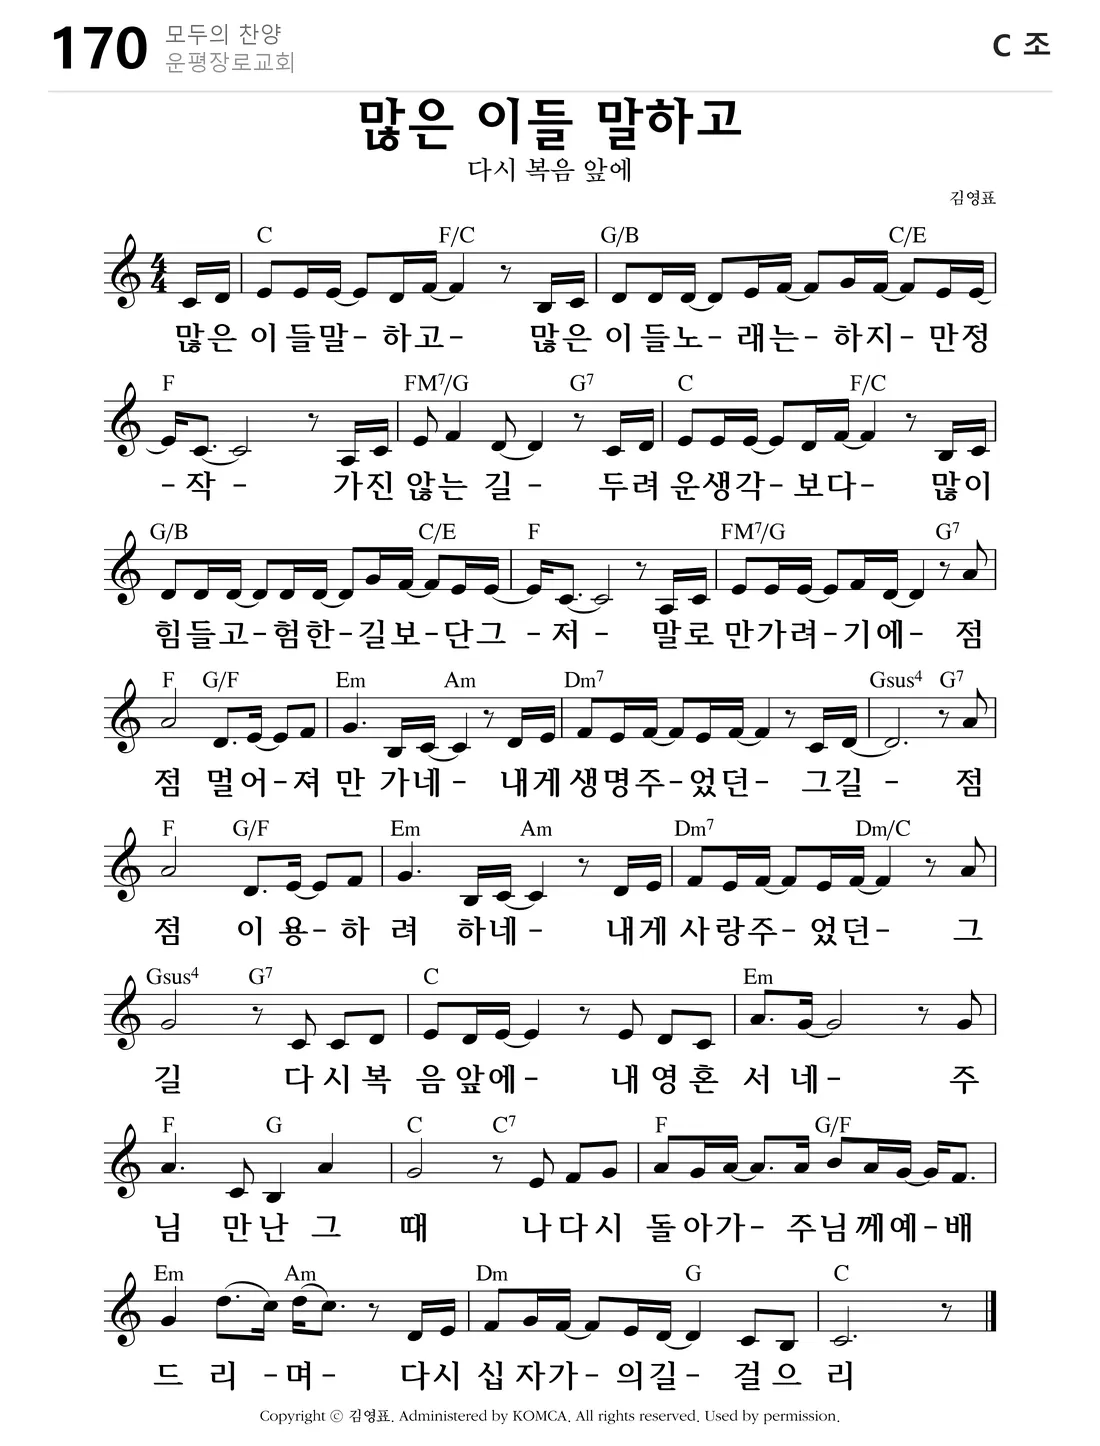 170 모두의 찬양
운평장로교회
C 조
많은 이들 말하고
다시 복음 앞에
김영표
C F/C G/B C/E
많은 이 들말- 하고- 많은 이 들노- 래는- 하지- 만정
F FM7/G G7 C F/C
- 작 - 가진 않는 길 - 두려 운생각- 보다- 많이
G/B C/E F FM7/G G7
힘들고-험한-길보-단그 - 저 - 말로 만가려-기에- 점
F G/F Em Am Dm7 Gsus4 G7
점 멀어-져 만 가네 - 내게 생명주-었던- 그길 - 점
F G/F Em Am Dm7 Dm/C
점 이 용- 하 려 하네- 내게 사랑주- 었던- 그
Gsus4 G7 C Em
길 다 시 복 음 앞에- 내 영 혼 서 네- 주
F G C C7 F G/F
님 만 난 그 때 나 다 시 돌 아가- 주님께예-배
Em Am Dm G C
드 리 -며- 다시 십 자가- 의길- 걸 으 리
Copyright ⓒ 김영표. Administered by KOMCA. All rights reserved. Used by permission.